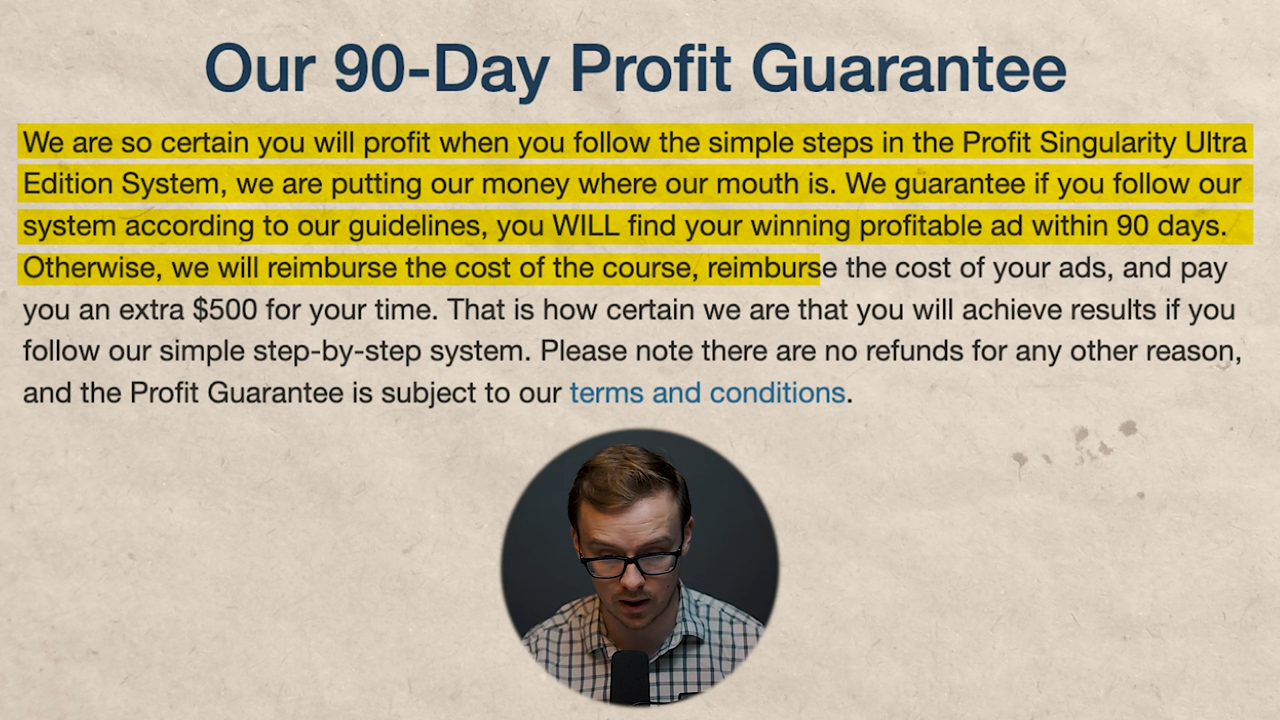 Our 90-Day Profit Guarantee
We are so certain you will profit when you follow the simple steps in the Profit Singularity Ultra
Edition System, we are putting our money where our mouth is. We guarantee if you follow our
system according to our guidelines, you WILL find your winning profitable ad within 90 days.
Otherwise, we will reimburse the cost of the course, reimburse the cost of your ads, and pay
you an extra $500 for your time. That is how certain we are that you will achieve results if you
follow our simple step-by-step system. Please note there are no refunds for any other reason,
and the Profit Guarantee is subject to our terms and conditions.